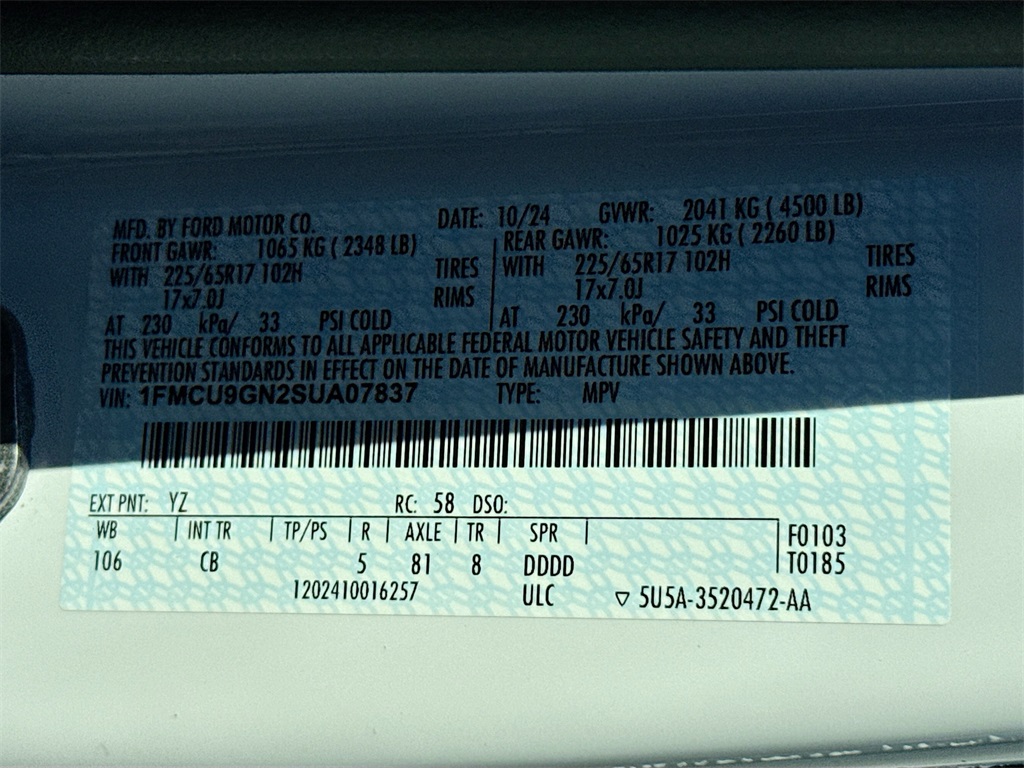 MFD. BY FORD MOTOR CO. DATE: 10/24 GVWR: 2041 KG ( 4500 LB)
FRONT GAWR: 1065 KG ( 2348 LB) REAR GAWR: 1025 KG ( 2260 LB)
WITH 225/65R17 102H TIRES WITH 225/65R17 102H TIRES
17x7.0J RIMS 17x7.0J RIMS
AT 230 kPa/ 33 PSI COLD AT 230 kPa/ 33 PSI COLD
THIS VEHICLE CONFORMS TO ALL APPLICABLE FEDERAL MOTOR VEHICLE SAFETY AND THEFT
PREVENTION STANDARDS IN EFFECT ON THE DATE OF MANUFACTURE SHOWN ABOVE.
VIN: 1FMCU9GN2SUA07837 TYPE: MPV
EXT PNT: YZ RC: 58 DSO:
WB INT TR TP/PS R AXLE TR SPR F0103
106 CB 5 81 8 DDDD T0185
1202410016257 ULC ▽ 5U5A-3520472-AA